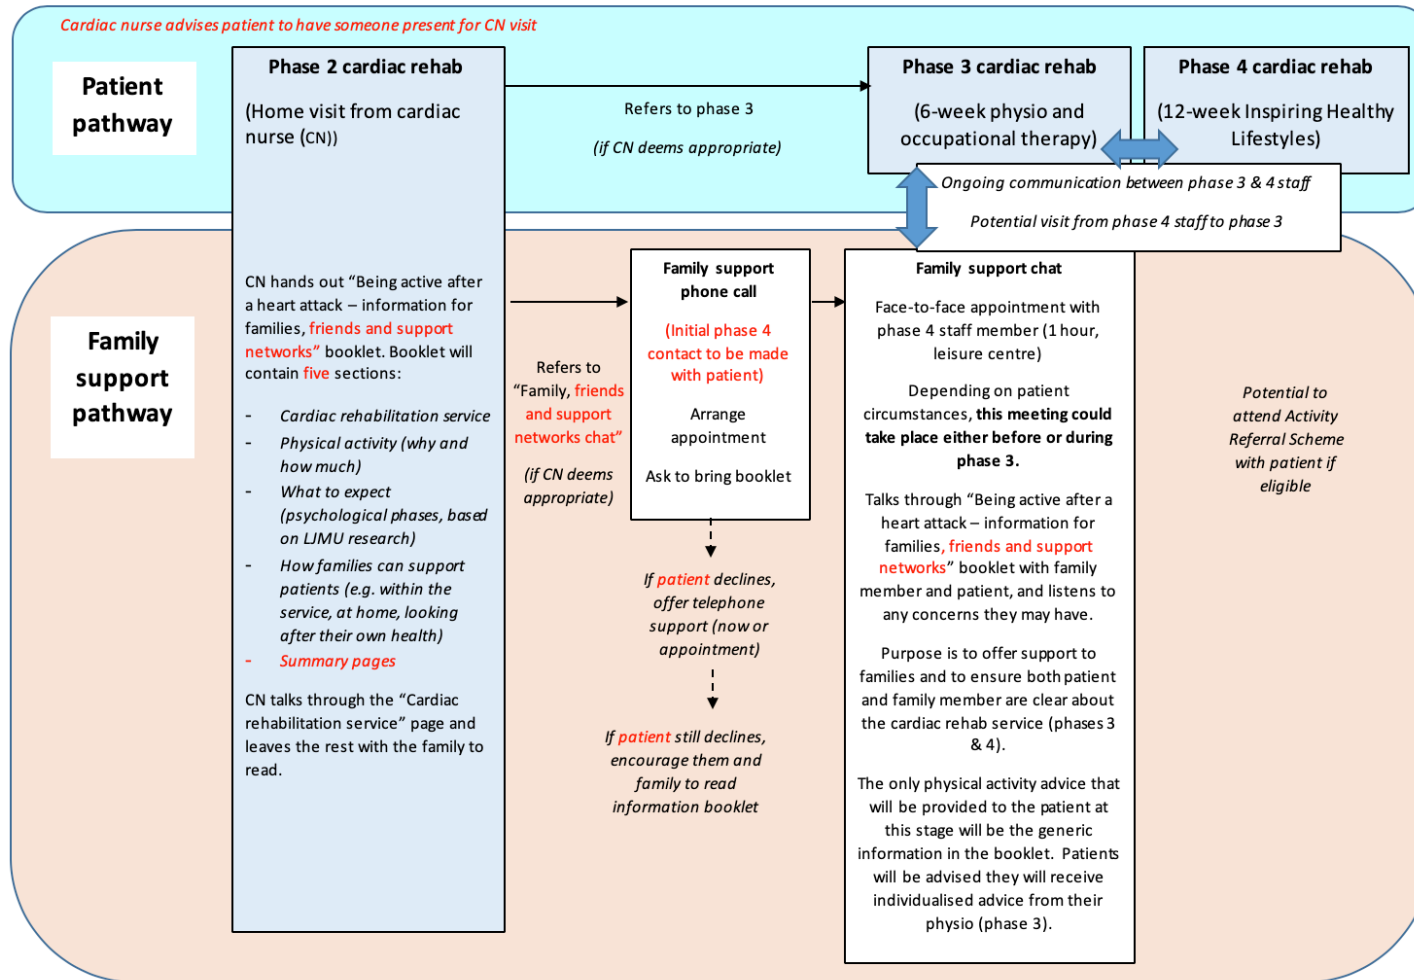 Cardiac nurse advises patient to have someone present for CN visit
Patient
pathway
Phase 2 cardiac rehab
(Home visit from cardiac
nurse (CN))
Refers to phase 3
(if CN deems appropriate)
Phase 3 cardiac rehab
(6-week physio and
occupational therapy)
Phase 4 cardiac rehab
(12-week Inspiring Healthy
Lifestyles)
Ongoing communication between phase 3 & 4 staff
Potential visit from phase 4 staff to phase 3
Family
support
pathway
CN hands out “Being active after
a heart attack – information for
families, friends and support
networks” booklet. Booklet will
contain five sections:
- Cardiac rehabilitation service
- Physical activity (why and
how much)
- What to expect
(psychological phases, based
on LJMU research)
- How families can support
patients (e.g. within the
service, at home, looking
after their own health)
- Summary pages
CN talks through the “Cardiac
rehabilitation service” page and
leaves the rest with the family to
read.
Refers to
“Family, friends
and support
networks chat”
(if CN deems
appropriate)
Family support
phone call
(Initial phase 4
contact to be made
with patient)
Arrange
appointment
Ask to bring booklet
If patient declines,
offer telephone
support (now or
appointment)
If patient still declines,
encourage them and
family to read
information booklet
Family support chat
Face-to-face appointment with
phase 4 staff member (1 hour,
leisure centre)
Depending on patient
circumstances, this meeting could
take place either before or during
phase 3.
Talks through “Being active after a
heart attack – information for
families, friends and support
networks” booklet with family
member and patient, and listens to
any concerns they may have.
Purpose is to offer support to
families and to ensure both
patient and family member are clear about
the cardiac rehab service (phases 3
& 4).
The only physical activity advice that
will be provided to the patient at
this stage will be the generic
information in the booklet. Patients
will be advised they will receive
individualised advice from their
physio (phase 3).
Potential to
attend Activity
Referral Scheme
with patient if
eligible